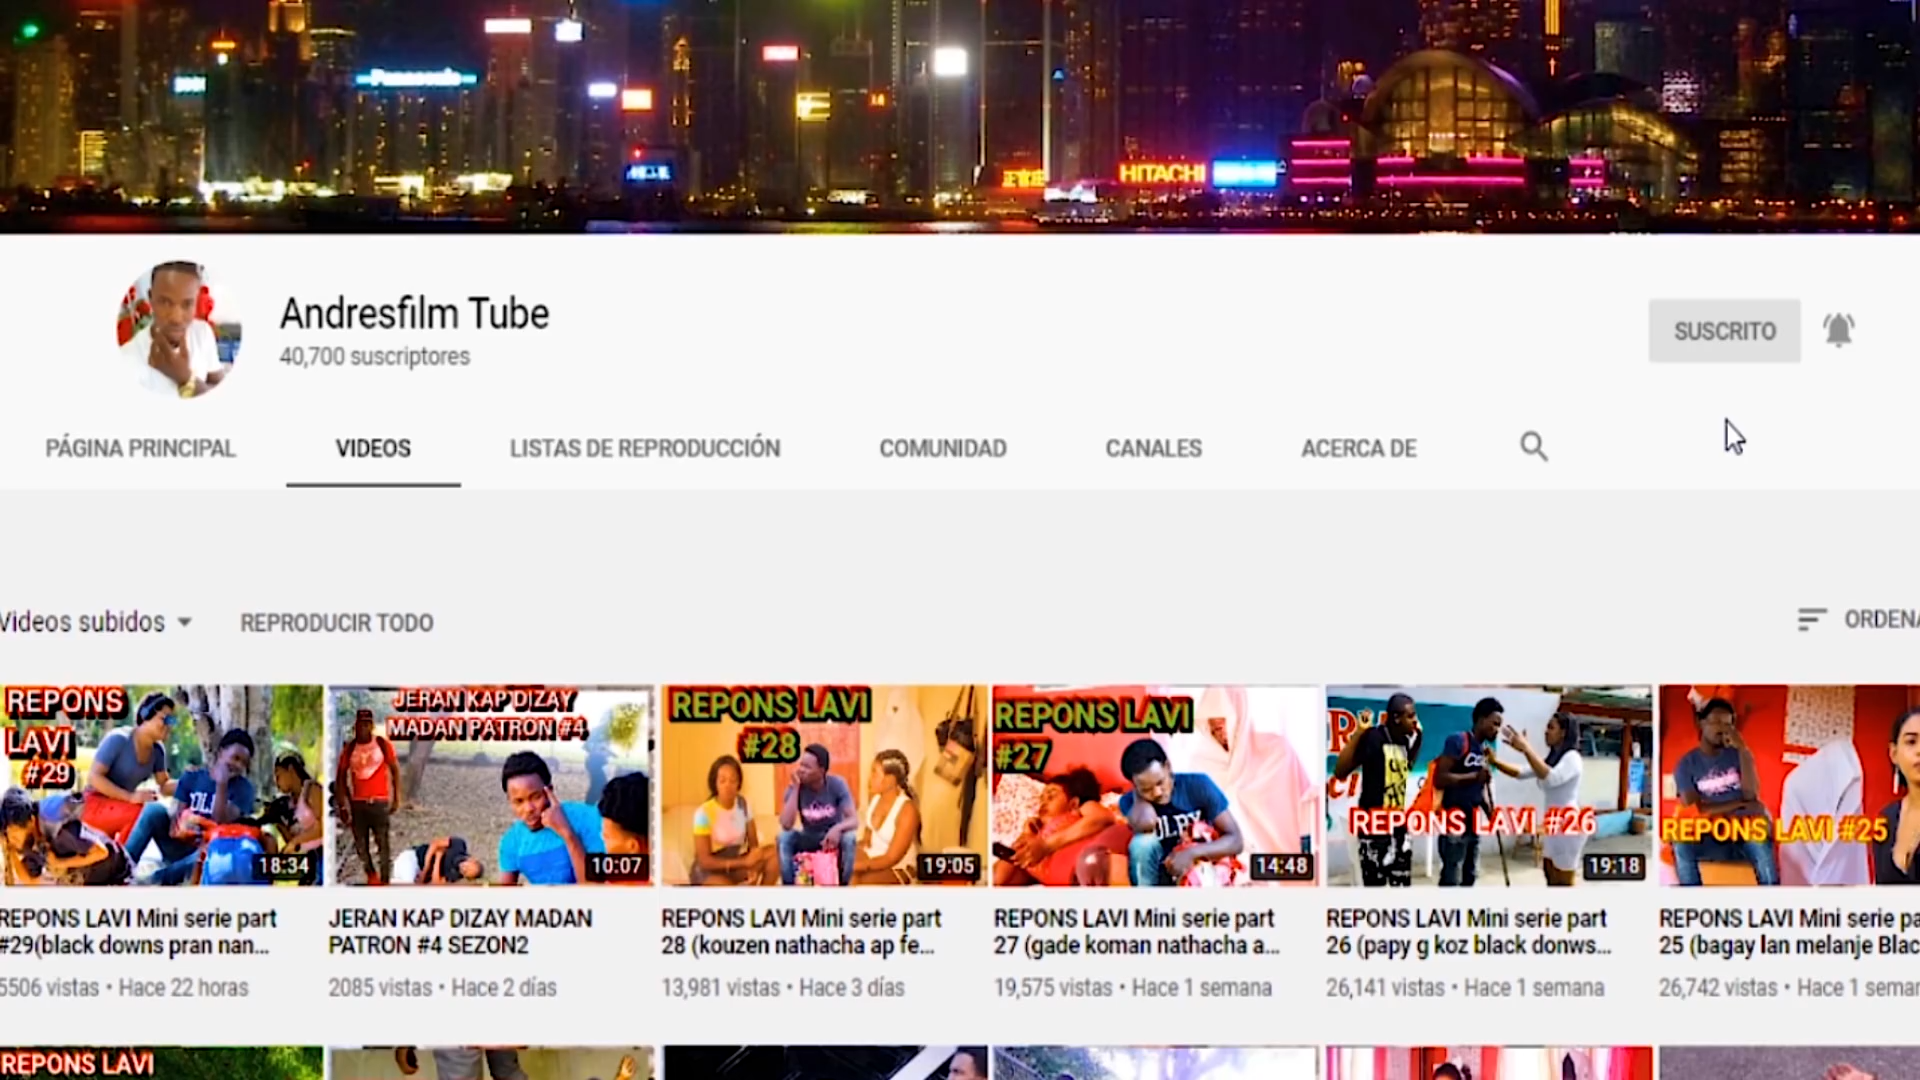 Panasonic
HITACHI
Andresfilm Tube
40,700 suscriptores
SUSCRITO
PÁGINA PRINCIPAL
VIDEOS
LISTAS DE REPRODUCCIÓN
COMUNIDAD
CANALES
ACERCA DE
Videos subidos
REPRODUCIR TODO
REPONS
LAVI
#29
18:34
JERAN KAP DIZAY
MADAN PATRON #4
10:07
REPONS LAVI
#28
19:05
REPONS LAVI
#27
14:48
REPONS LAVI #26
19:18
REPONS LAVI #25
REPONS LAVI Mini serie part
#29(black downs pran nan...
5506 vistas • Hace 22 horas
JERAN KAP DIZAY MADAN
PATRON #4 SEZON2
2085 vistas • Hace 2 días
REPONS LAVI Mini serie part
28 (kouzen nathacha ap fe...
13,981 vistas • Hace 3 días
REPONS LAVI Mini serie part
27 (gade koman nathacha a...
19,575 vistas • Hace 1 semana
REPONS LAVI Mini serie part
26 (papy g koz black donws...
26,141 vistas • Hace 1 semana
REPONS LAVI Mini serie
25 (bagay lan melanje
26,742 vistas • Hace 1
REPONS LAVI